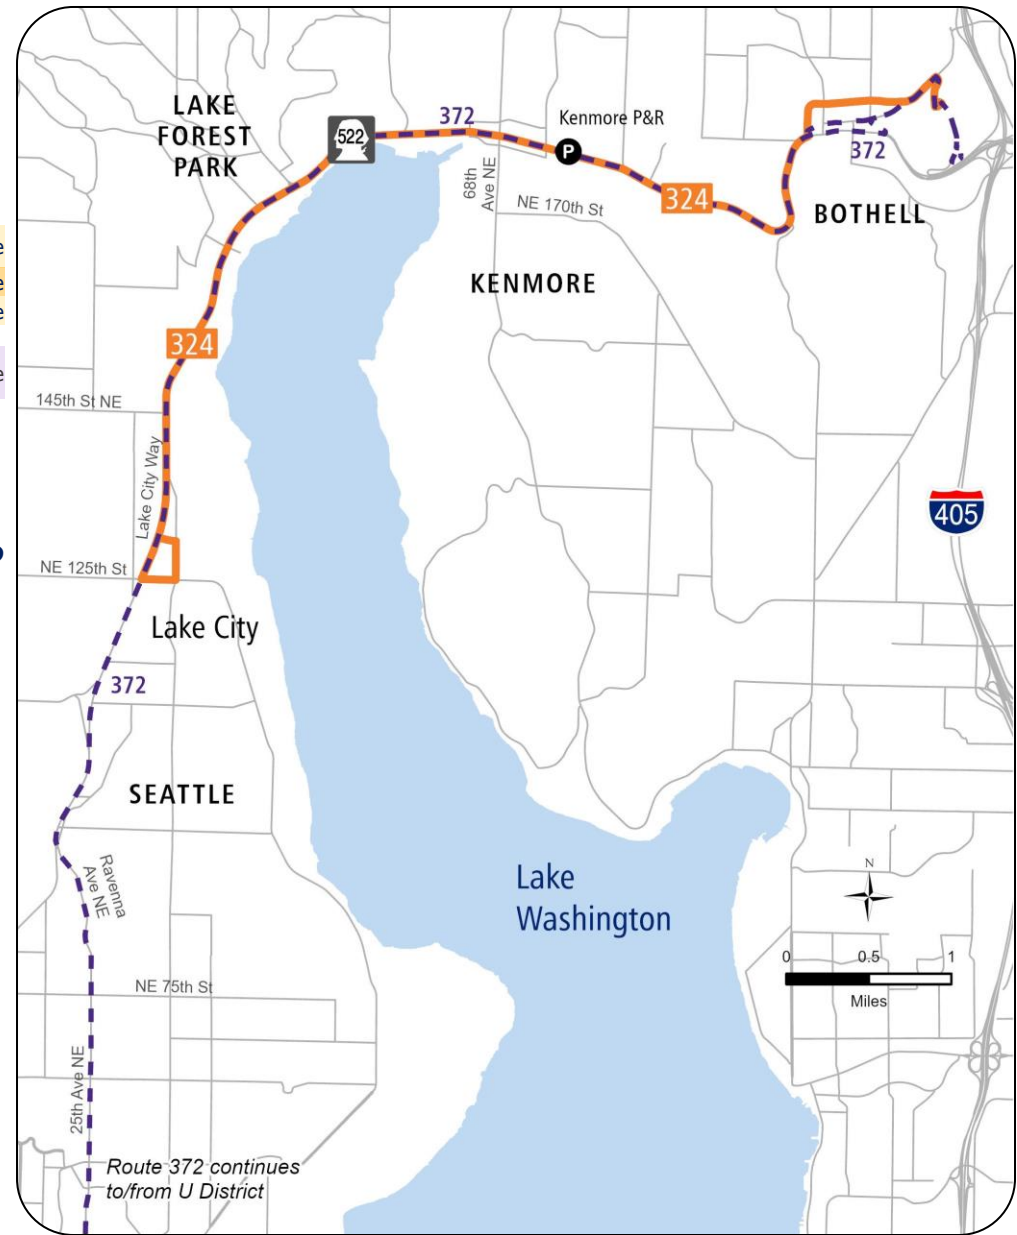 LAKE
FOREST
PARK
522
372
Kenmore P&R
P
68th
Ave NE
NE 170th St
324
372
BOTHELL
KENMORE
324
145th St NE
Lake City Way
405
NE 125th St
Lake City
372
SEATTLE
Ravenna
Ave NE
Lake
Washington
N
0 0.5 1
Miles
NE 75th St
25th Ave NE
Route 372 continues
to/from U District